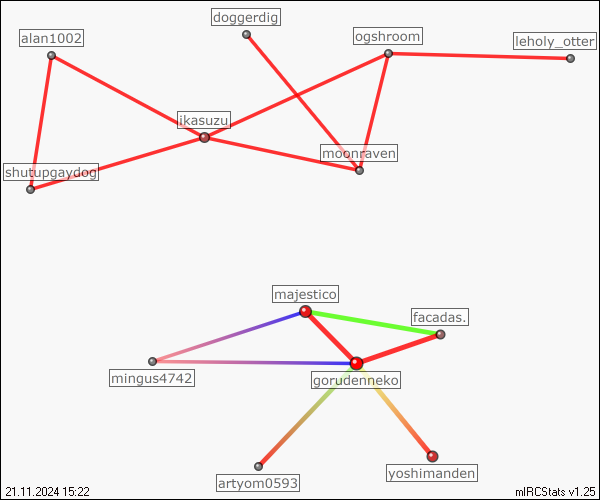 doggerdig
alan1002
ogshroom
leholy_otter
ikasuzu
moonraven
shutupgaydog
majestico
facadas.
mingus4742
gorudenneko
yoshimanden
artyom0593
21.11.2024 15:22
mIRCStats v1.25